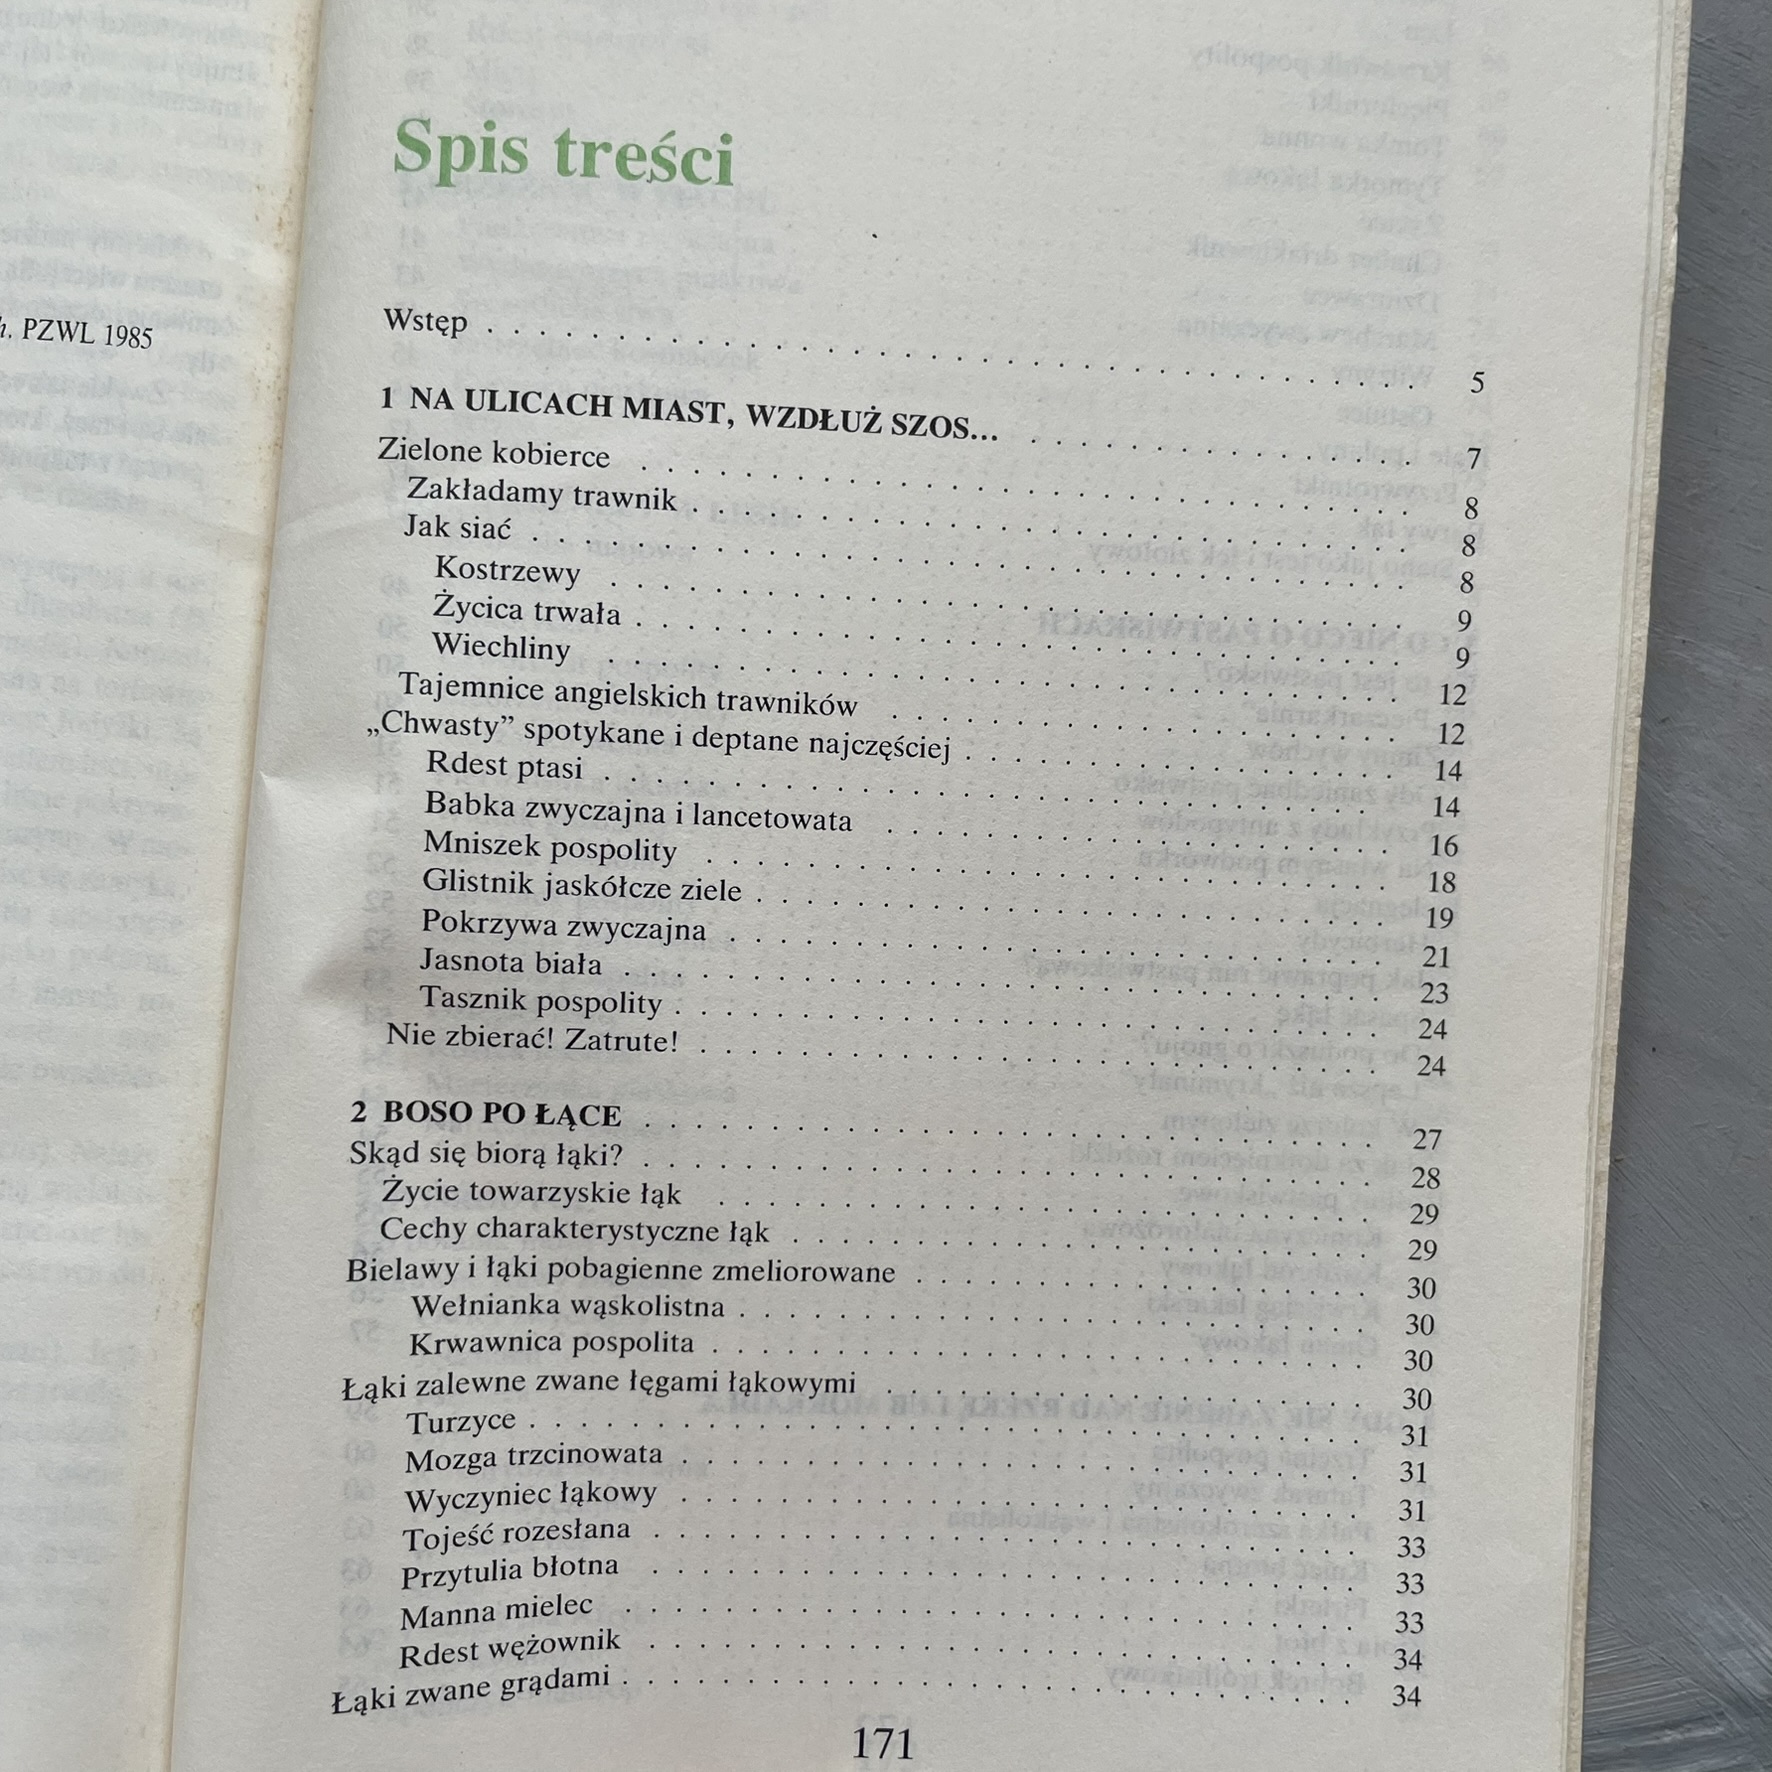 h. PZWL 1985
Spis treści
Wstęp . . . . . . . . . . 5
1 NA ULICACH MIAST, WZDŁUŻ SZOS... . . . . . . . . . . 7
Zielone kobierce . . . . . . . . . . 8
Zakładamy trawnik . . . . . . . . . . 8
Jak siać . . . . . . . . . . 8
Kostrzewy . . . . . . . . . . 9
Życica trwała . . . . . . . . . . 9
Wiechliny . . . . . . . . . . 12
Tajemnice angielskich trawników . . . . . . . . . . 12
„Chwasty” spotykane i deptane najczęściej . . . . . . . . . . 14
Rdest ptasi . . . . . . . . . . 14
Babka zwyczajna i lancetowata . . . . . . . . . . 16
Mniszek pospolity . . . . . . . . . . 18
Glistnik jaskółcze ziele . . . . . . . . . . 19
Pokrzywa zwyczajna . . . . . . . . . . 21
Jasnota biała . . . . . . . . . . 23
Tasznik pospolity . . . . . . . . . . 24
Nie zbierać! Zatrute! . . . . . . . . . . 24
2 BOSO PO ŁĄCE . . . . . . . . . . 27
Skąd się biorą łąki? . . . . . . . . . . 28
Życie towarzyskie łąk . . . . . . . . . . 29
Cechy charakterystyczne łąk . . . . . . . . . . 29
Bielawy i łąki pobagienne zmeliorowane . . . . . . . . . . 30
Wełnianka wąskolistna . . . . . . . . . . 30
Krwawnica pospolita . . . . . . . . . . 30
Łąki zalewne zwane łęgami łąkowymi . . . . . . . . . . 30
Turzyce . . . . . . . . . . 31
Mozga trzcinowata . . . . . . . . . . 31
Wyczyniec łąkowy . . . . . . . . . . 31
Tojeść rozesłana . . . . . . . . . . 33
Przytulia błotna . . . . . . . . . . 33
Manna mielec . . . . . . . . . . 33
Rdest wężownik . . . . . . . . . . 34
Łąki zwane grądami . . . . . . . . . . 34
171